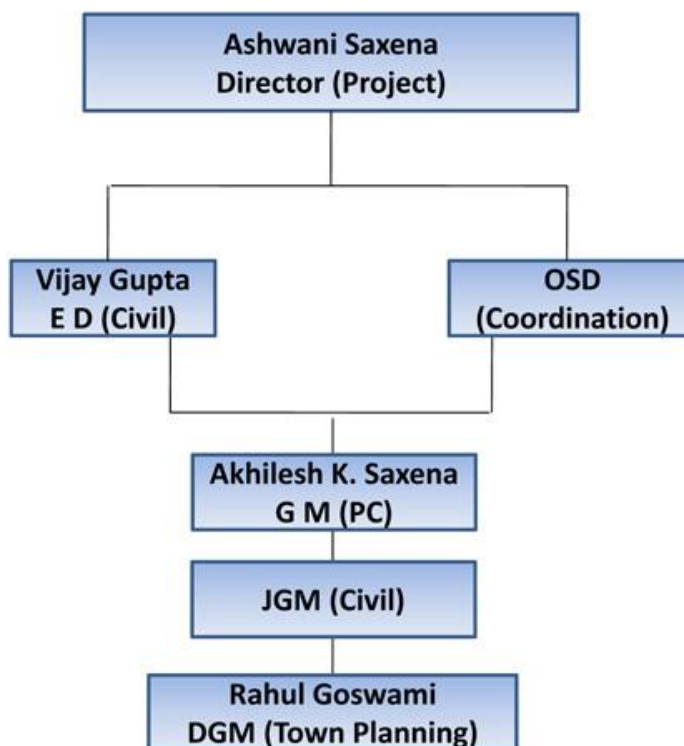 Ashwani Saxena
Director (Project)
Vijay Gupta
E D (Civil)
OSD
(Coordination)
Akhilesh K. Saxena
G M (PC)
JGM (Civil)
Rahul Goswami
DGM (Town Planning)